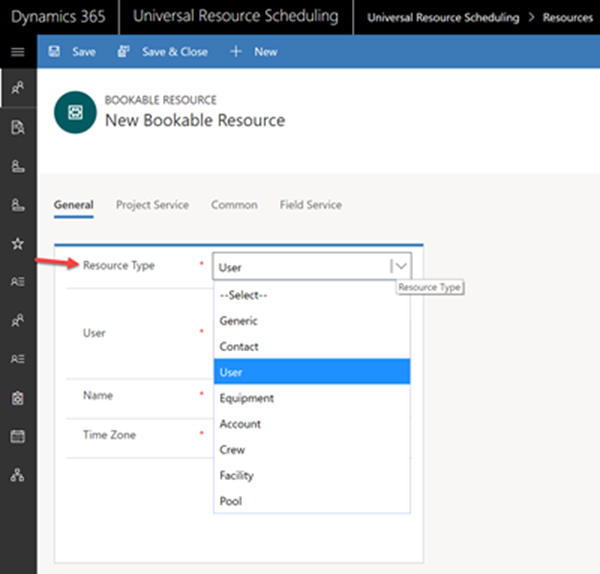 Dynamics 365 Universal Resource Scheduling Universal Resource Scheduling > Resources
Save Save & Close + New
BOOKABLE RESOURCE
New Bookable Resource
General Project Service Common Field Service
Resource Type * User
Resource Type
--Select--
Generic
Contact
User *
User
Equipment
Name *
Account
Time Zone *
Crew
Facility
Pool